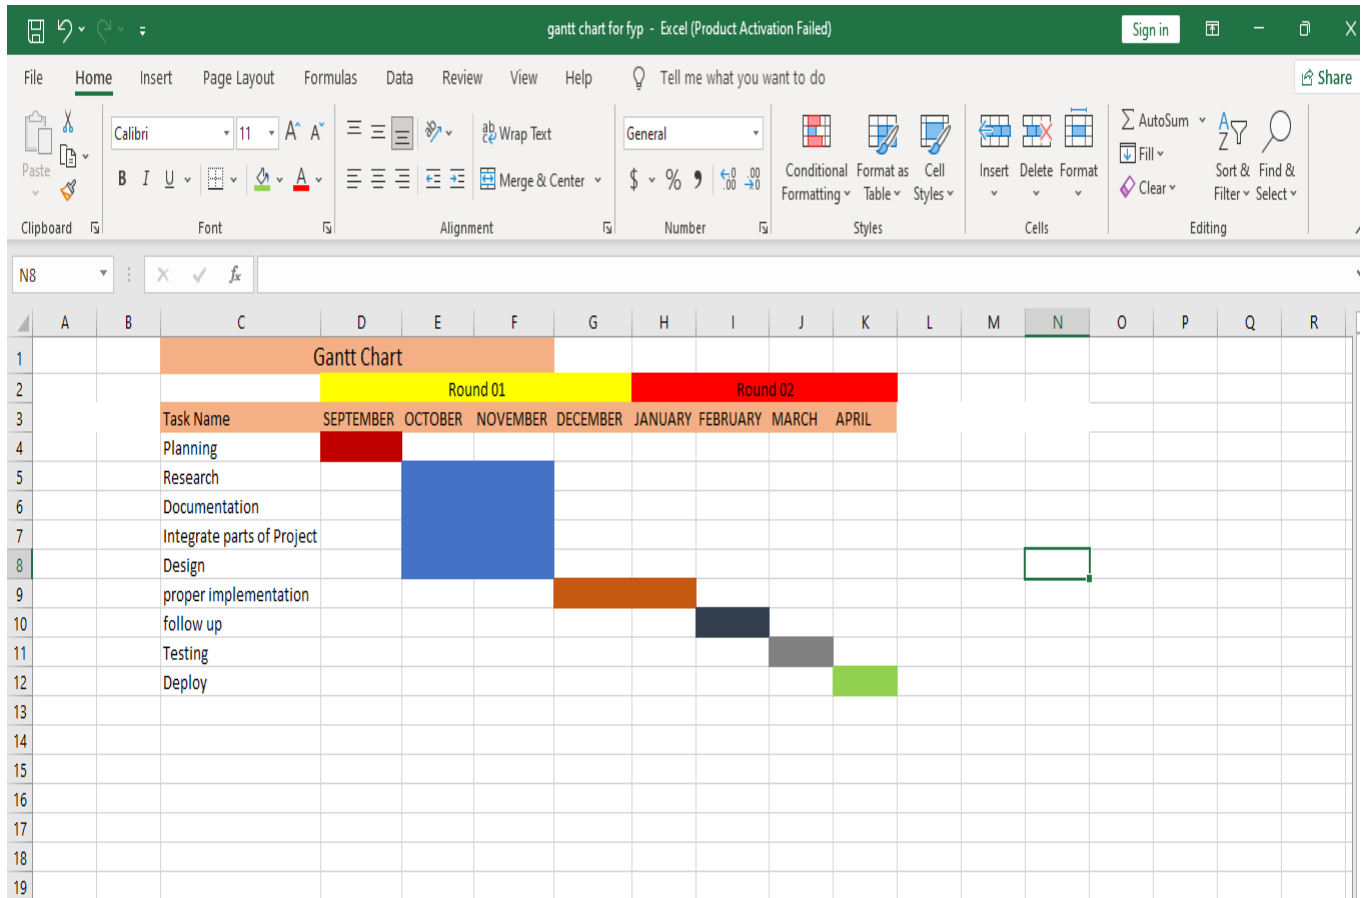 gantt chart for fyp - Excel (Product Activation Failed)
Sign in
File Home Insert Page Layout Formulas Data Review View Help Tell me what you want to do Share
Paste
Calibri 11 A A
ab Wrap Text
General
Conditional Formatting
Format as Table
Cell Styles
Insert Delete Format
AutoSum
Fill
Clear
Sort & Filter
Find & Select
B I U A
Merge & Center
$ % , .00 .00
Clipboard Font Alignment Number Styles Cells Editing
N8 fx
A B C D E F G H I J K L M N O P Q R
1 Gantt Chart
2 Round 01 Round 02
3 Task Name SEPTEMBER OCTOBER NOVEMBER DECEMBER JANUARY FEBRUARY MARCH APRIL
4 Planning
5 Research
6 Documentation
7 Integrate parts of Project
8 Design
9 proper implementation
10 follow up
11 Testing
12 Deploy
13
14
15
16
17
18
19